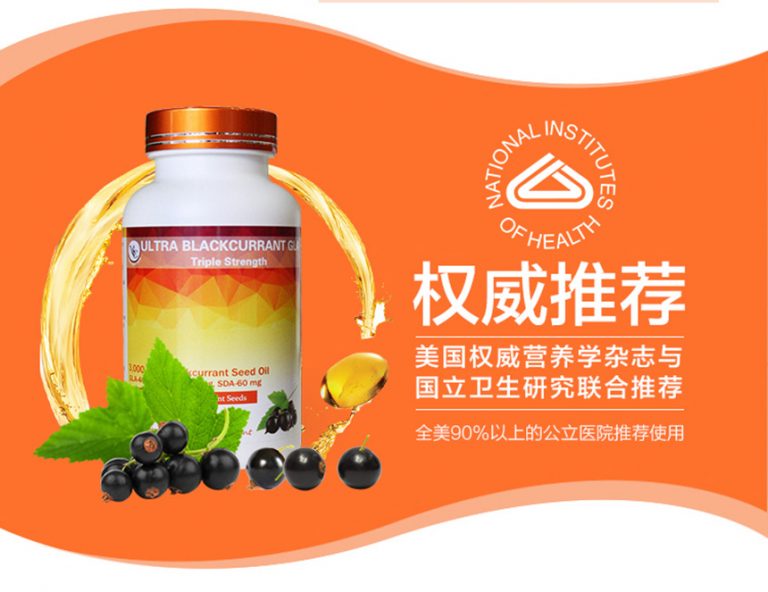 NATIONAL INSTITUTES
OF HEALTH
权威推荐
美国权威营养学杂志与
国立卫生研究联合推荐
全美90%以上的公立医院推荐使用
ULTRA BLACKCURRANT
Triple Strength
Seed Oil
SDA-60 mg
Seeds